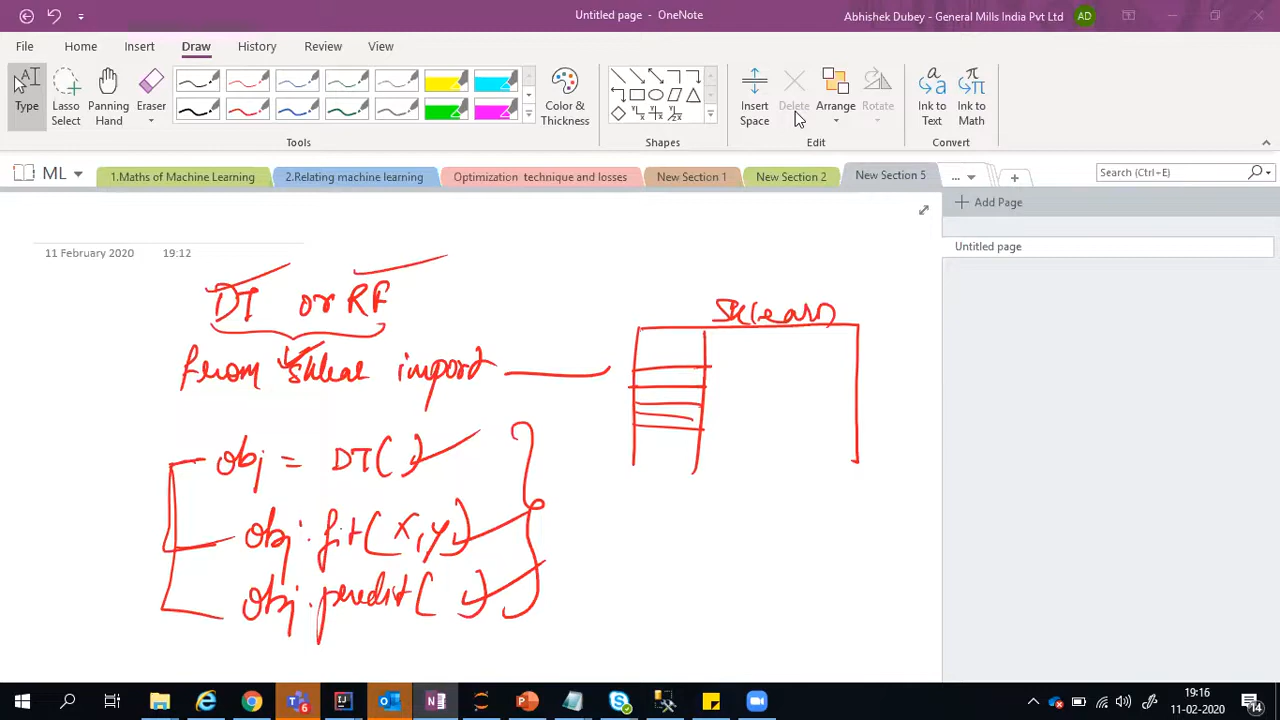 Untitled page - OneNote
Abhishek Dubey - General Mills India Pvt Ltd
AD
File Home Insert Draw History Review View
Type
Lasso Select
Panning Hand
Eraser
Color & Thickness
Insert Space
Delete
Arrange
Rotate
Ink to Text
Ink to Math
Tools
Shapes
Edit
Convert
ML
1.Maths of Machine Learning
2.Relating machine learning
Optimization technique and losses
New Section 1
New Section 2
New Section 5
...
Search (Ctrl+E)
Add Page
Untitled page
11 February 2020 19:12
DT or RF
Sklearn
from sklear import
obj = DT( )
obj.fit(x,y)
obj.predict( )
19:16
11-02-2020